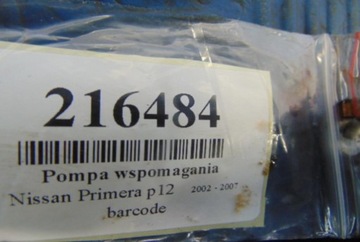 216484
Pompa wspomagania
Nissan Primera p12 2002 - 2007
barcode